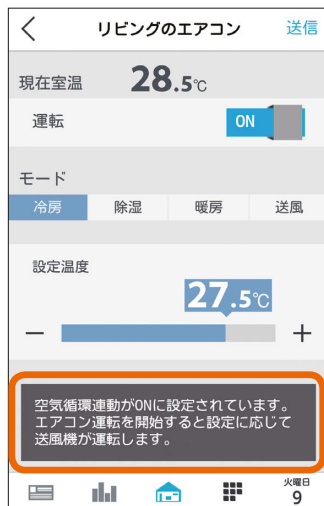 リビングのエアコン 送信
現在室温 28.5℃
運転 ON
モード
冷房 除湿 暖房 送風
設定温度
27.5℃
－ ＋
空気循環連動がONに設定されています。
エアコン運転を開始すると設定に応じて
送風機が運転します。
火曜日
9